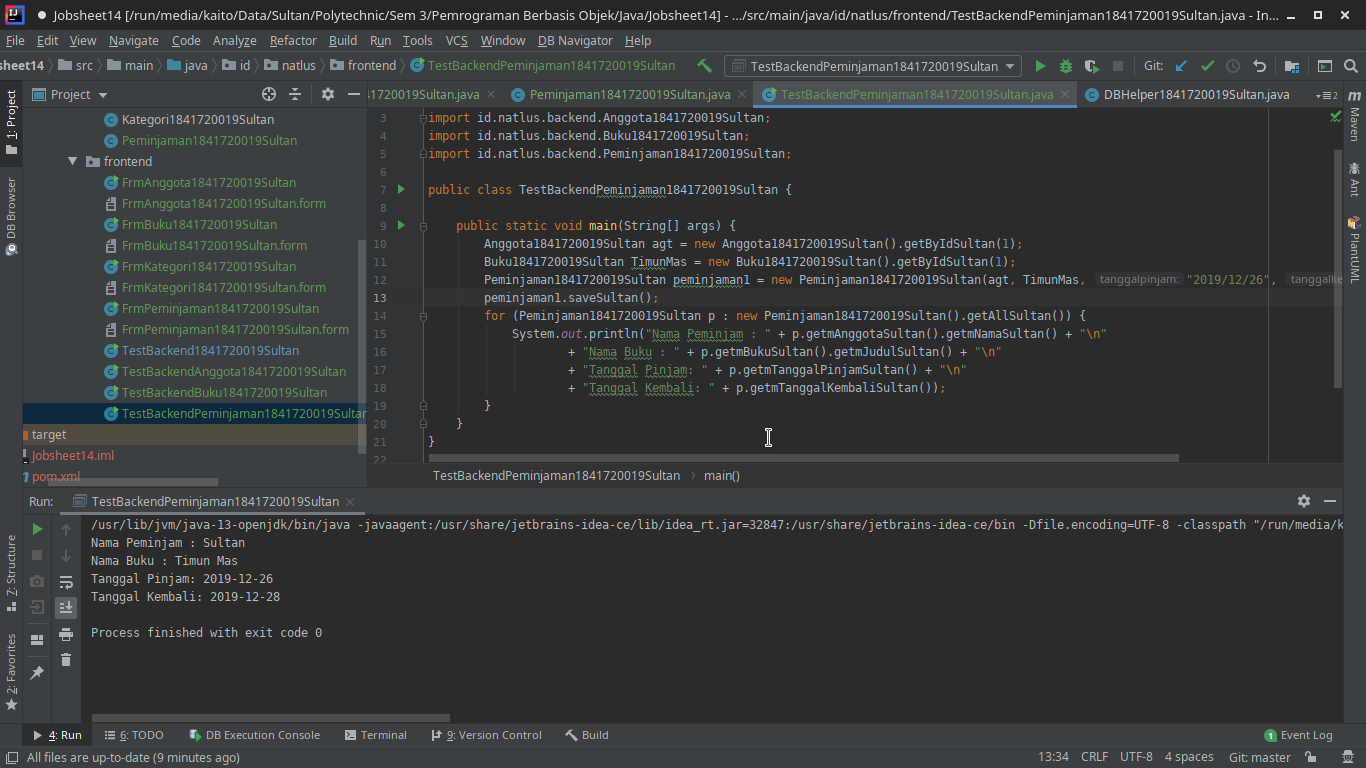 Jobsheet14 [/run/media/kaito/Data/Sultan/Polytechnic/Sem 3/Pemrograman Berbasis Objek/Java/Jobsheet14] - .../src/main/java/id/natlus/frontend/TestBackendPeminjaman1841720019Sultan.java - In...
File Edit View Navigate Code Analyze Refactor Build Run Tools VCS Window DB Navigator Help
sheet14 src main java id natlus frontend TestBackendPeminjaman1841720019Sultan TestBackendPeminjaman1841720019Sultan Git:
1: Project
Project
1841720019Sultan.java Peminjaman1841720019Sultan.java TestBackendPeminjaman1841720019Sultan.java DBHelper1841720019Sultan.java 2
Kategori1841720019Sultan
Peminjaman1841720019Sultan
frontend
FrmAnggota1841720019Sultan
FrmAnggota1841720019Sultan.form
FrmBuku1841720019Sultan
FrmBuku1841720019Sultan.form
FrmKategori1841720019Sultan
FrmKategori1841720019Sultan.form
FrmPeminjaman1841720019Sultan
FrmPeminjaman1841720019Sultan.form
TestBackend1841720019Sultan
TestBackendAnggota1841720019Sultan
TestBackendBuku1841720019Sultan
TestBackendPeminjaman1841720019Sultan
target
Jobsheet14.iml
pom.xml
DB Browser
3 import id.natlus.backend.Anggota1841720019Sultan;
4 import id.natlus.backend.Buku1841720019Sultan;
5 import id.natlus.backend.Peminjaman1841720019Sultan;
6
7 public class TestBackendPeminjaman1841720019Sultan {
8
9 public static void main(String[] args) {
10 Anggota1841720019Sultan agt = new Anggota1841720019Sultan().getByIdSultan(1);
11 Buku1841720019Sultan TimunMas = new Buku1841720019Sultan().getByIdSultan(1);
12 Peminjaman1841720019Sultan peminjaman1 = new Peminjaman1841720019Sultan(agt, TimunMas, tanggalpinjam: "2019/12/26", tanggalke
13 peminjaman1.saveSultan();
14 for (Peminjaman1841720019Sultan p : new Peminjaman1841720019Sultan().getAllSultan()) {
15 System.out.println("Nama Peminjam : " + p.getmAnggotaSultan().getmNamaSultan() + "\n"
16 + "Nama Buku : " + p.getmBukuSultan().getmJudulSultan() + "\n"
17 + "Tanggal Pinjam: " + p.getmTanggalPinjamSultan() + "\n"
18 + "Tanggal Kembali: " + p.getmTanggalKembaliSultan());
19 }
20 }
21 }
22
TestBackendPeminjaman1841720019Sultan main()
Maven
Ant
PlantUML
Run: TestBackendPeminjaman1841720019Sultan
/usr/lib/jvm/java-13-openjdk/bin/java -javaagent:/usr/share/jetbrains-idea-ce/lib/idea_rt.jar=32847:/usr/share/jetbrains-idea-ce/bin -Dfile.encoding=UTF-8 -classpath "/run/media/k
Nama Peminjam : Sultan
Nama Buku : Timun Mas
Tanggal Pinjam: 2019-12-26
Tanggal Kembali: 2019-12-28
Process finished with exit code 0
Z: Structure
2: Favorites
4: Run 6: TODO DB Execution Console Terminal 9: Version Control Build 1 Event Log
All files are up-to-date (9 minutes ago) 13:34 CRLF UTF-8 4 spaces Git: master